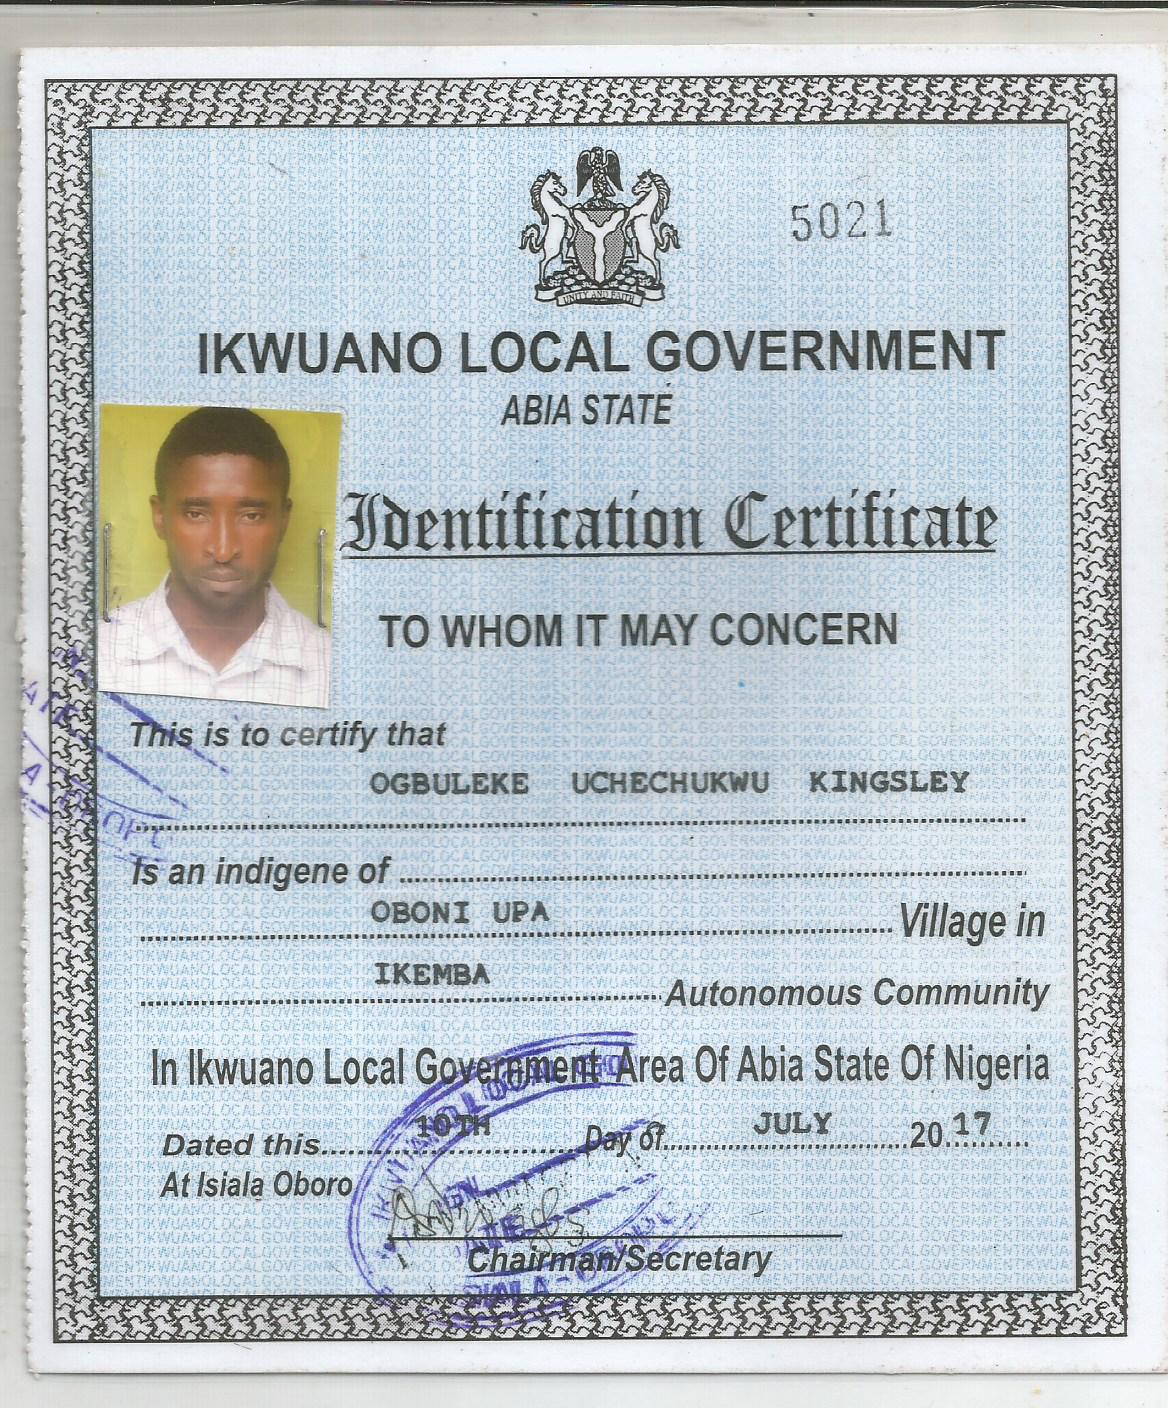 5021
UNITY AND FAITH
IKWUANO LOCAL GOVERNMENT
ABIA STATE
Identification Certificate
TO WHOM IT MAY CONCERN
This is to certify that
OGBULEKE UCHECHUKWU KINGSLEY
Is an indigene of
OBONI UPA Village in
IKEMBA Autonomous Community
In Ikwuano Local Government Area Of Abia State Of Nigeria
Dated this 10TH Day of JULY 2017
At Isiala Oboro
Chairman/Secretary